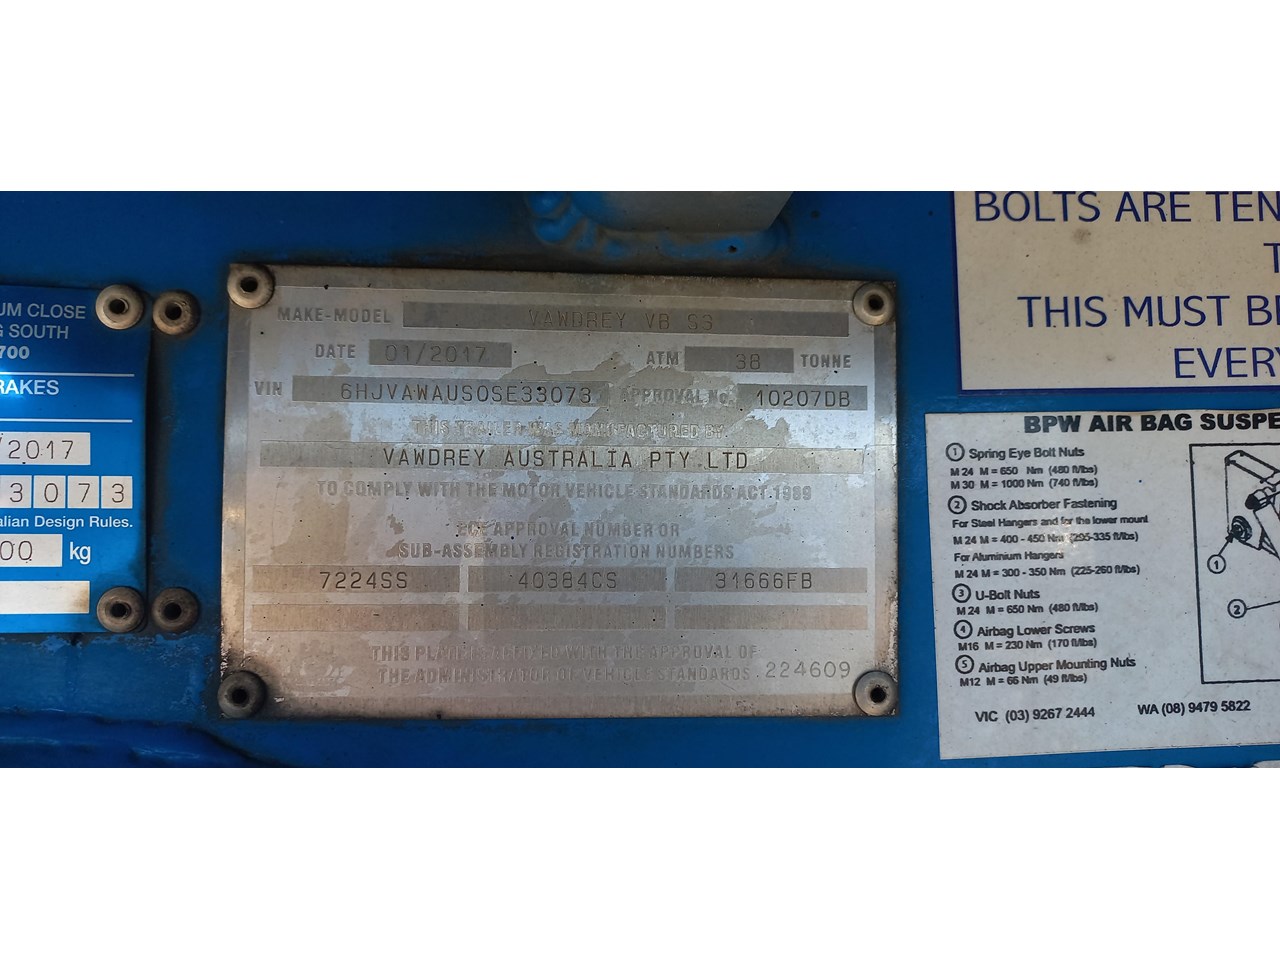 UM CLOSE
G SOUTH
700
RAKES
/2017
3 0 7 3
alian Design Rules.
00 kg
MAKE-MODEL VAWDREY VB SS
DATE 01/2017 ATM 38 TONNE
VIN 6HJVAWAUS0SE33073 APPROVAL No. 10207DB
THIS TRAILER WAS MANUFACTURED BY
VAWDREY AUSTRALIA PTY LTD
TO COMPLY WITH THE MOTOR VEHICLE STANDARDS ACT 1989
ECE APPROVAL NUMBER OR
SUB-ASSEMBLY REGISTRATION NUMBERS
7224SS 40384CS 31666FB
THIS PLATE AFFIXED WITH THE APPROVAL OF
THE ADMINISTRATOR OF VEHICLE STANDARDS. 224609
BOLTS ARE TEN
T
THIS MUST BE
EVERY
BPW AIR BAG SUSPE
1 Spring Eye Bolt Nuts
M 24 M = 650 Nm (480 ft/lbs)
M 30 M = 1000 Nm (740 ft/lbs)
2 Shock Absorber Fastening
For Steel Hangers and for the lower mount
M 24 M = 400 - 450 Nm (295-335 ft/lbs)
For Aluminium Hangers
M 24 M = 300 - 350 Nm (225-260 ft/lbs)
3 U-Bolt Nuts
M 24 M = 650 Nm (480 ft/lbs)
4 Airbag Lower Screws
M16 M = 230 Nm (170 ft/lbs)
5 Airbag Upper Mounting Nuts
M12 M = 66 Nm (49 ft/lbs)
1
2
VIC (03) 9267 2444 WA (08) 9479 5822